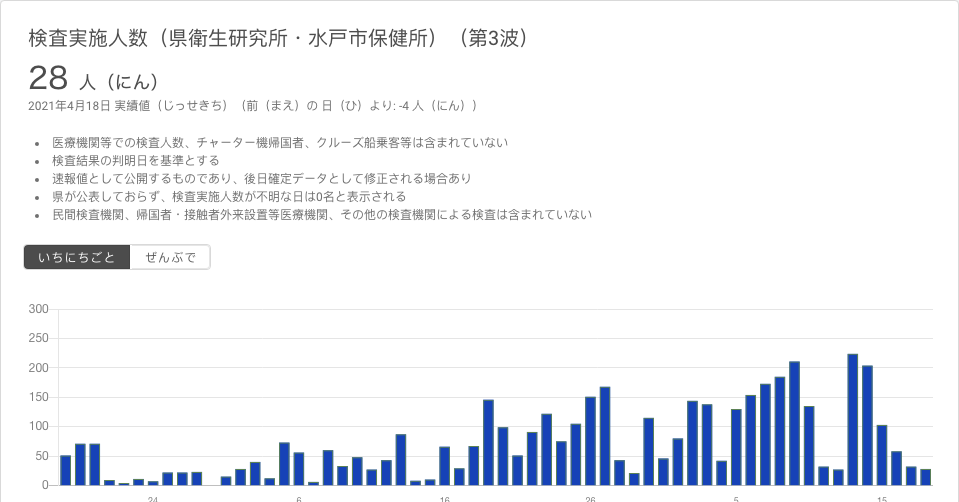 検査実施人数（県衛生研究所・水戸市保健所）（第3波）
28 人（にん）
2021年4月18日 実績値（じっせきち）（前（まえ）の 日（ひ）より: -4 人（にん））
• 医療機関等での検査人数、チャーター機帰国者、クルーズ船乗客等は含まれていない
• 検査結果の判明日を基準とする
• 速報値として公開するものであり、後日確定データとして修正される場合あり
• 県が公表しておらず、検査実施人数が不明な日は0名と表示される
• 民間検査機関、帰国者・接触者外来設置等医療機関、その他の検査機関による検査は含まれていない
いちにちごと ぜんぶで
300
250
200
150
100
50
0
24 6 16 26 5 15